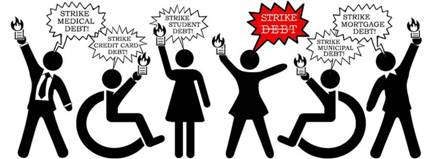 STRIKE
MEDICAL
DEBT!
STRIKE
CREDIT CARD
DEBT!
STRIKE
STUDENT
DEBT!
STRIKE
DEBT
STRIKE
MUNICIPAL
DEBT!
STRIKE
MORTGAGE
DEBT!